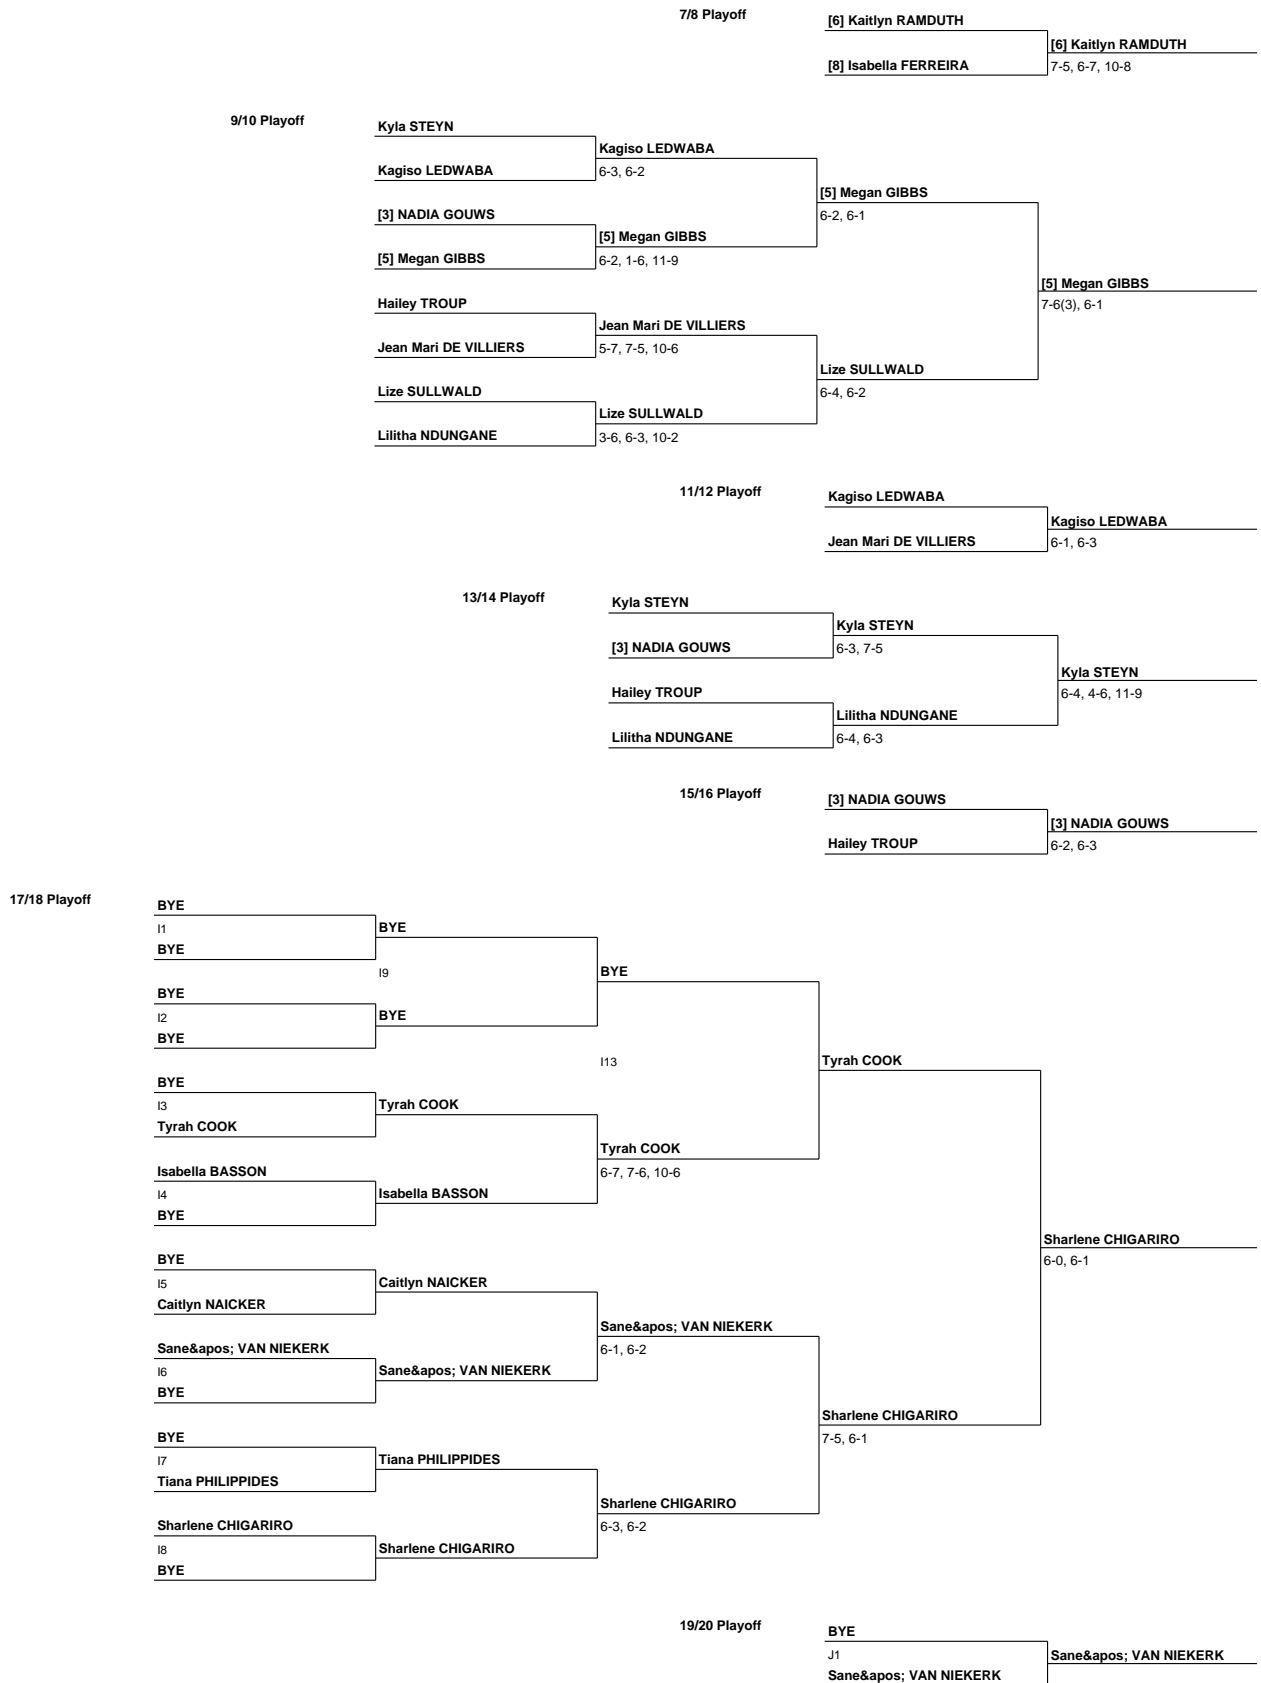 7/8 Playoff
[6] Kaitlyn RAMDUTH
[6] Kaitlyn RAMDUTH
[8] Isabella FERREIRA
7-5, 6-7, 10-8
9/10 Playoff
Kyla STEYN
Kagiso LEDWABA
Kagiso LEDWABA
6-3, 6-2
[5] Megan GIBBS
[3] NADIA GOUWS
6-2, 6-1
[5] Megan GIBBS
[5] Megan GIBBS
6-2, 1-6, 11-9
[5] Megan GIBBS
Hailey TROUP
7-6(3), 6-1
Jean Mari DE VILLIERS
Jean Mari DE VILLIERS
5-7, 7-5, 10-6
Lize SULLWALD
Lize SULLWALD
6-4, 6-2
Lize SULLWALD
Lilitha NDUNGANE
3-6, 6-3, 10-2
11/12 Playoff
Kagiso LEDWABA
Kagiso LEDWABA
Jean Mari DE VILLIERS
6-1, 6-3
13/14 Playoff
Kyla STEYN
Kyla STEYN
[3] NADIA GOUWS
6-3, 7-5
Kyla STEYN
Hailey TROUP
6-4, 4-6, 11-9
Lilitha NDUNGANE
Lilitha NDUNGANE
6-4, 6-3
15/16 Playoff
[3] NADIA GOUWS
[3] NADIA GOUWS
Hailey TROUP
6-2, 6-3
17/18 Playoff
BYE
I1
BYE
BYE
I9
BYE
BYE
I2
BYE
BYE
I13
Tyrah COOK
BYE
I3
Tyrah COOK
Tyrah COOK
Tyrah COOK
Isabella BASSON
6-7, 7-6, 10-6
I4
Isabella BASSON
BYE
Sharlene CHIGARIRO
BYE
6-0, 6-1
I5
Caitlyn NAICKER
Caitlyn NAICKER
Sane&apos; VAN NIEKERK
Sane&apos; VAN NIEKERK
6-1, 6-2
I6
Sane&apos; VAN NIEKERK
BYE
Sharlene CHIGARIRO
BYE
7-5, 6-1
I7
Tiana PHILIPPIDES
Tiana PHILIPPIDES
Sharlene CHIGARIRO
Sharlene CHIGARIRO
6-3, 6-2
I8
Sharlene CHIGARIRO
BYE
19/20 Playoff
BYE
J1
Sane&apos; VAN NIEKERK
Sane&apos; VAN NIEKERK